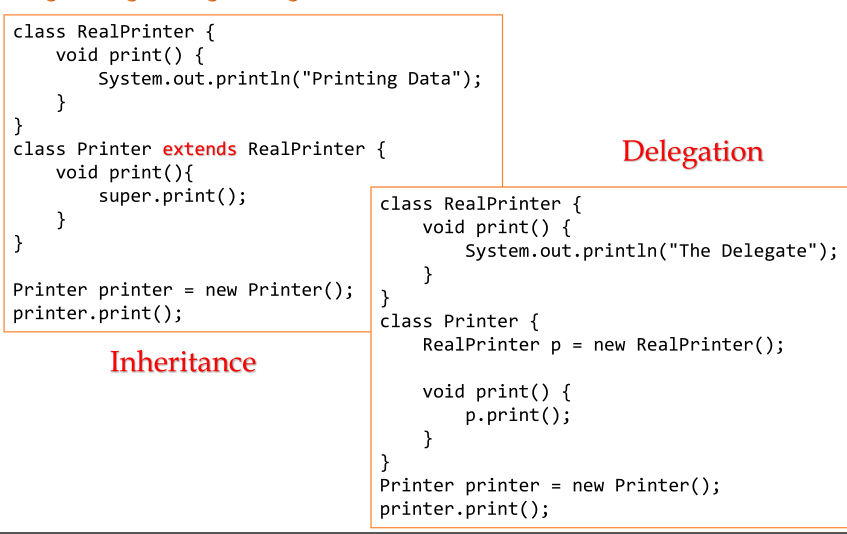 class RealPrinter {
    void print() {
        System.out.println("Printing Data");
    }
}
class Printer extends RealPrinter {
    void print(){
        super.print();
    }
}
Printer printer = new Printer();
printer.print();
Inheritance
Delegation
class RealPrinter {
    void print() {
        System.out.println("The Delegate");
    }
}
class Printer {
    RealPrinter p = new RealPrinter();
    void print() {
        p.print();
    }
}
Printer printer = new Printer();
printer.print();